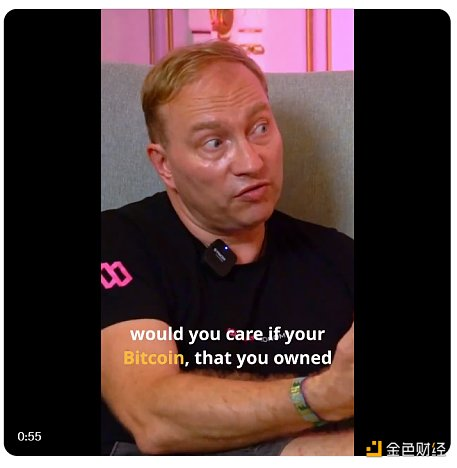 would you care if your
Bitcoin, that you owned
0:55
金色财经